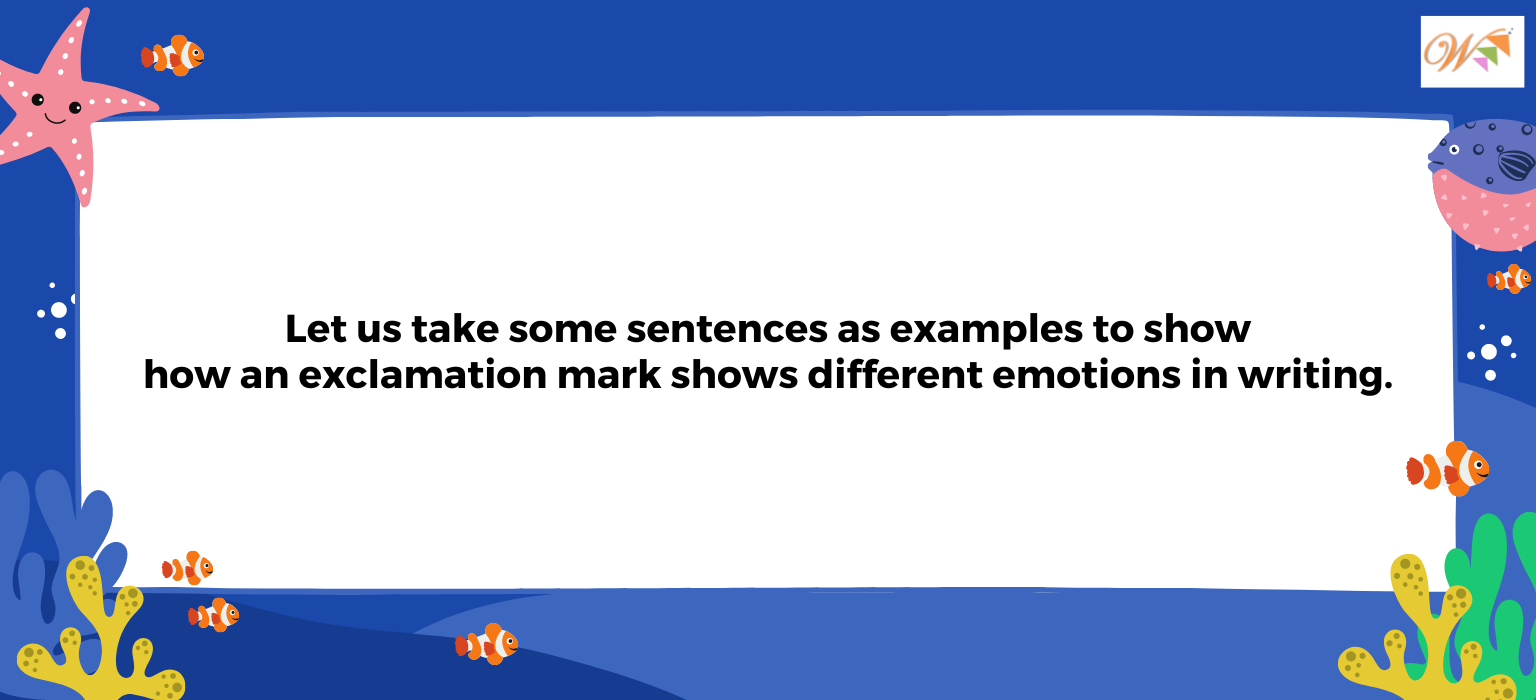 W
Let us take some sentences as examples to show
how an exclamation mark shows different emotions in writing.